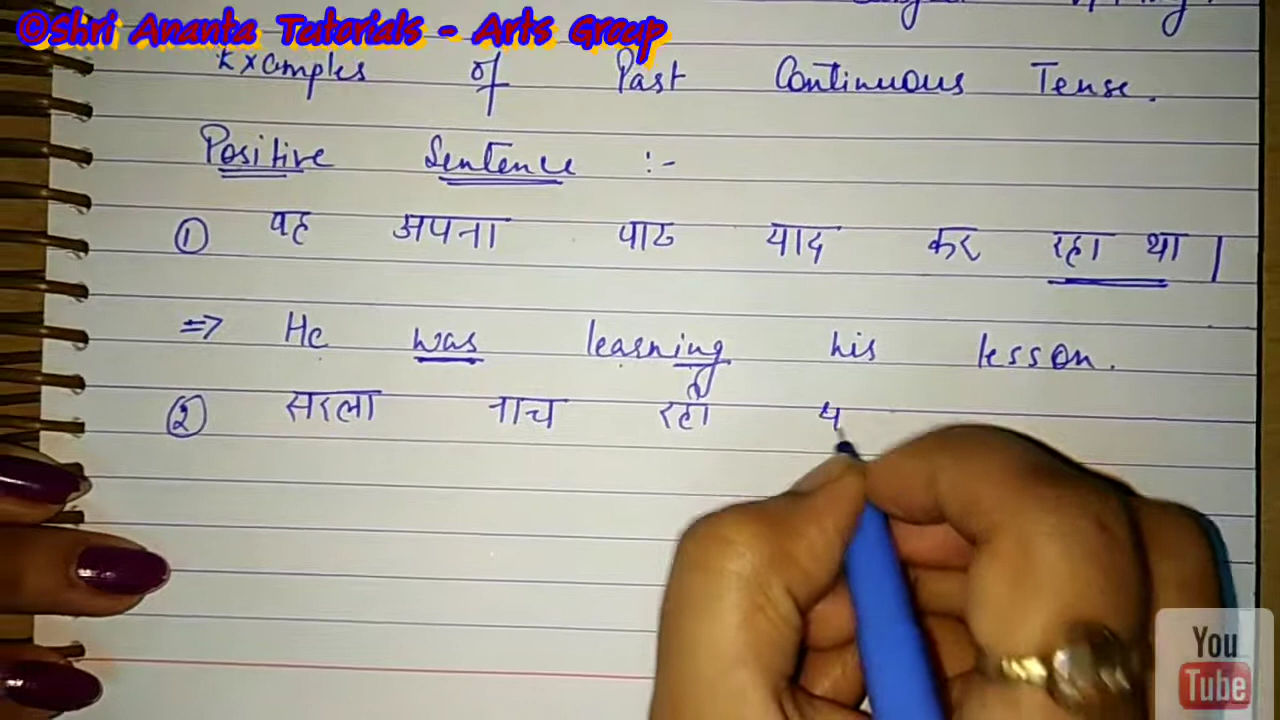 ©Shri Ananta Tutorials - Arts Group
Examples of Past Continuous Tense.
Positive Sentence :-
① वह अपना पाठ याद कर रहा था |
⇒ He was learning his lesson.
② सरला नाच रही
You
Tube